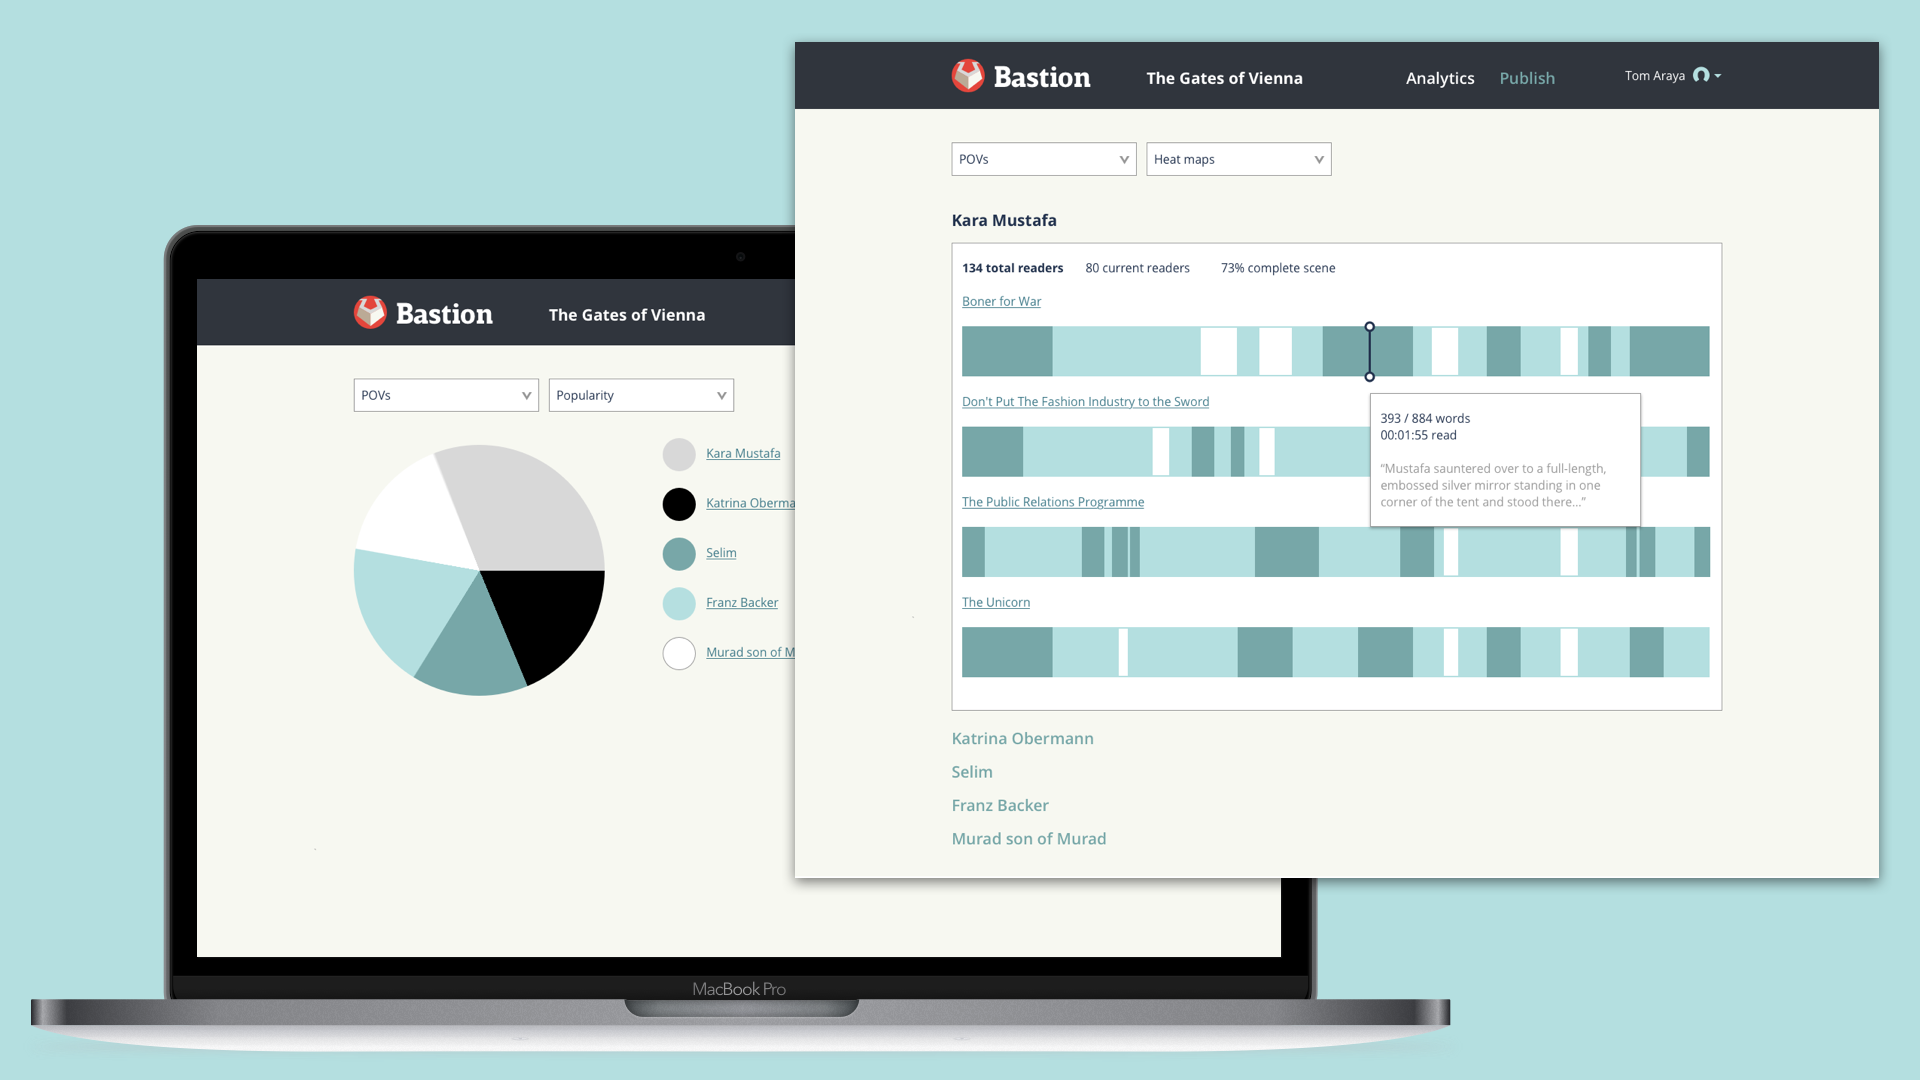 Bastion
The Gates of Vienna
POVs
Popularity
Kara Mustafa
Katrina Oberma
Selim
Franz Backer
Murad son of M
MacBook Pro
Bastion
The Gates of Vienna
Analytics
Publish
Tom Araya
POVs
Heat maps
Kara Mustafa
134 total readers
80 current readers
73% complete scene
Boner for War
Don't Put The Fashion Industry to the Sword
393 / 884 words
00:01:55 read
“Mustafa sauntered over to a full-length,
embossed silver mirror standing in one
corner of the tent and stood there...”
The Public Relations Programme
The Unicorn
Katrina Obermann
Selim
Franz Backer
Murad son of Murad